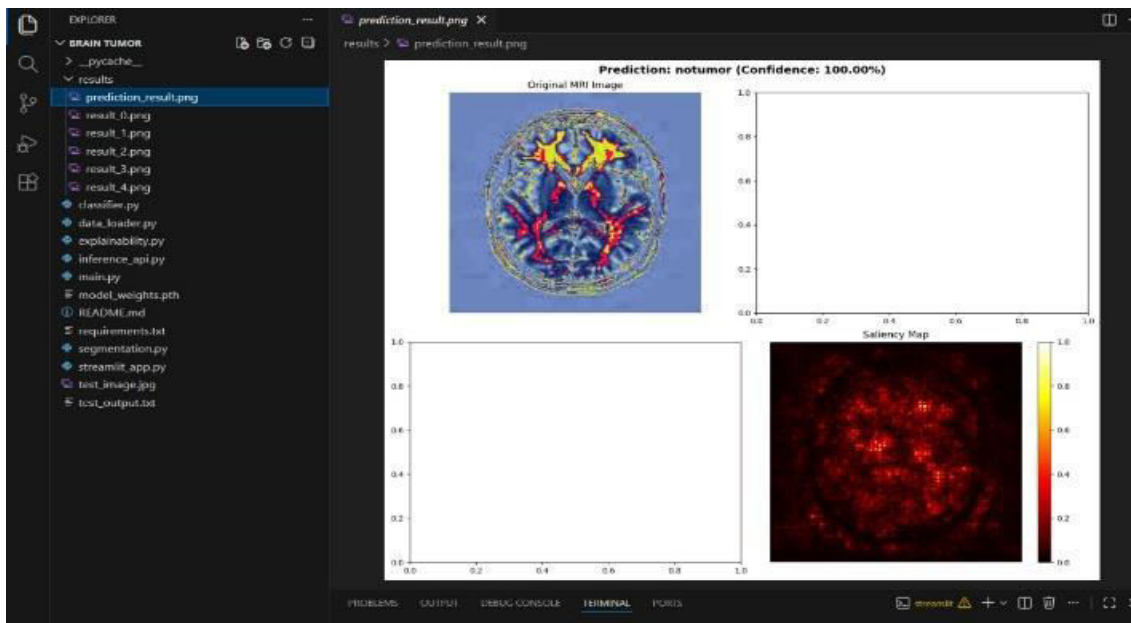 EXPLORER
BRAIN TUMOR
__pycache__
results
prediction_result.png
result_0.png
result_1.png
result_2.png
result_3.png
result_4.png
classifier.py
data_loader.py
explainability.py
inference_api.py
main.py
model_weights.pth
README.md
requirements.txt
segmentation.py
streamlit_app.py
test_image.jpg
test_output.txt
prediction_result.png
results > prediction_result.png
Prediction: notumor (Confidence: 100.00%)
Original MRI Image
1.0
0.8
0.6
0.4
0.2
0.0
0.0 0.2 0.4 0.6 0.8 1.0
Saliency Map
1.0
0.8
0.6
0.4
0.2
0.0
0.0 0.2 0.4 0.6 0.8 1.0
1.0
0.8
0.6
0.4
0.2
0.0
PROBLEMS OUTPUT DEBUG CONSOLE TERMINAL PORTS
streamlit